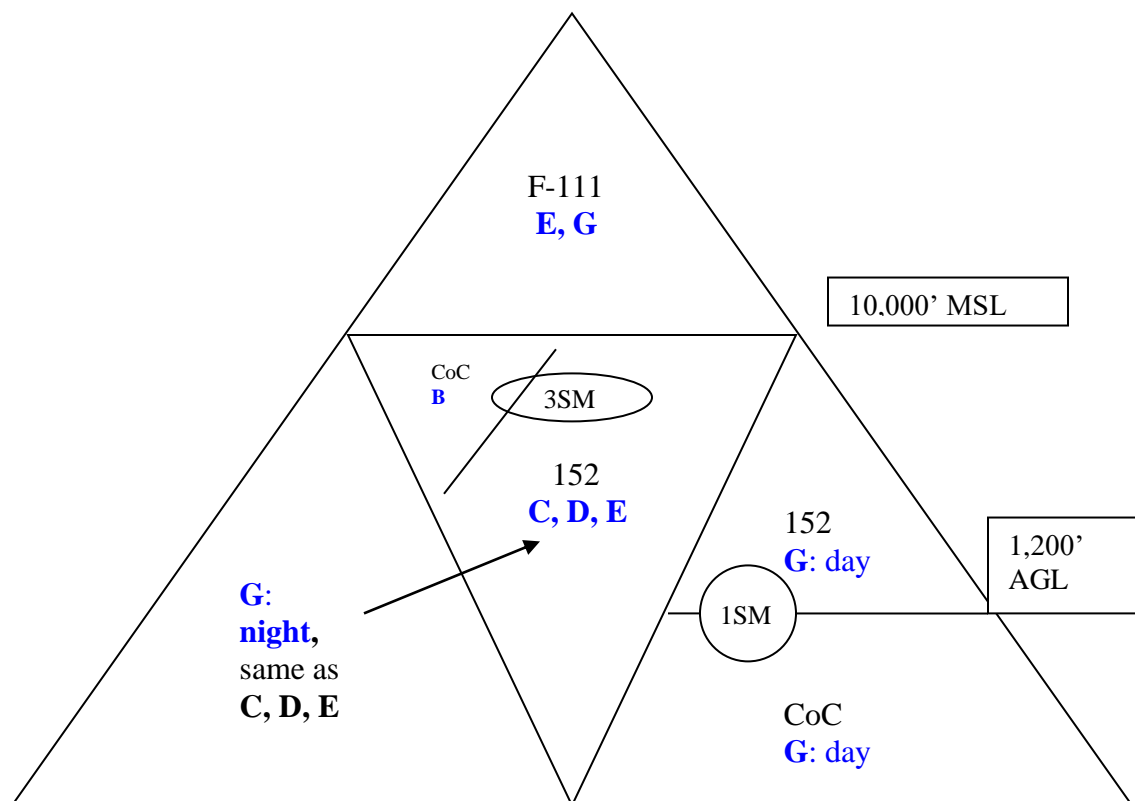 F-111
E, G
10,000’ MSL
CoC
B
3SM
152
C, D, E
152
G: day
1,200’
AGL
G:
night,
same as
C, D, E
1SM
CoC
G: day